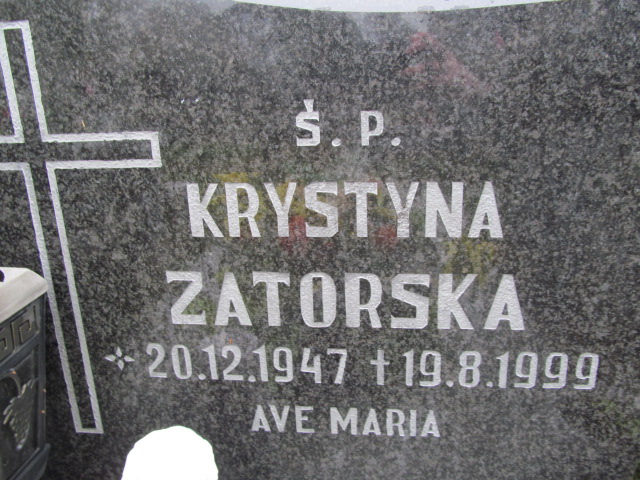 Ś. P.
KRYSTYNA
ZATORSKA
✧ 20.12.1947 † 19.8.1999
AVE MARIA